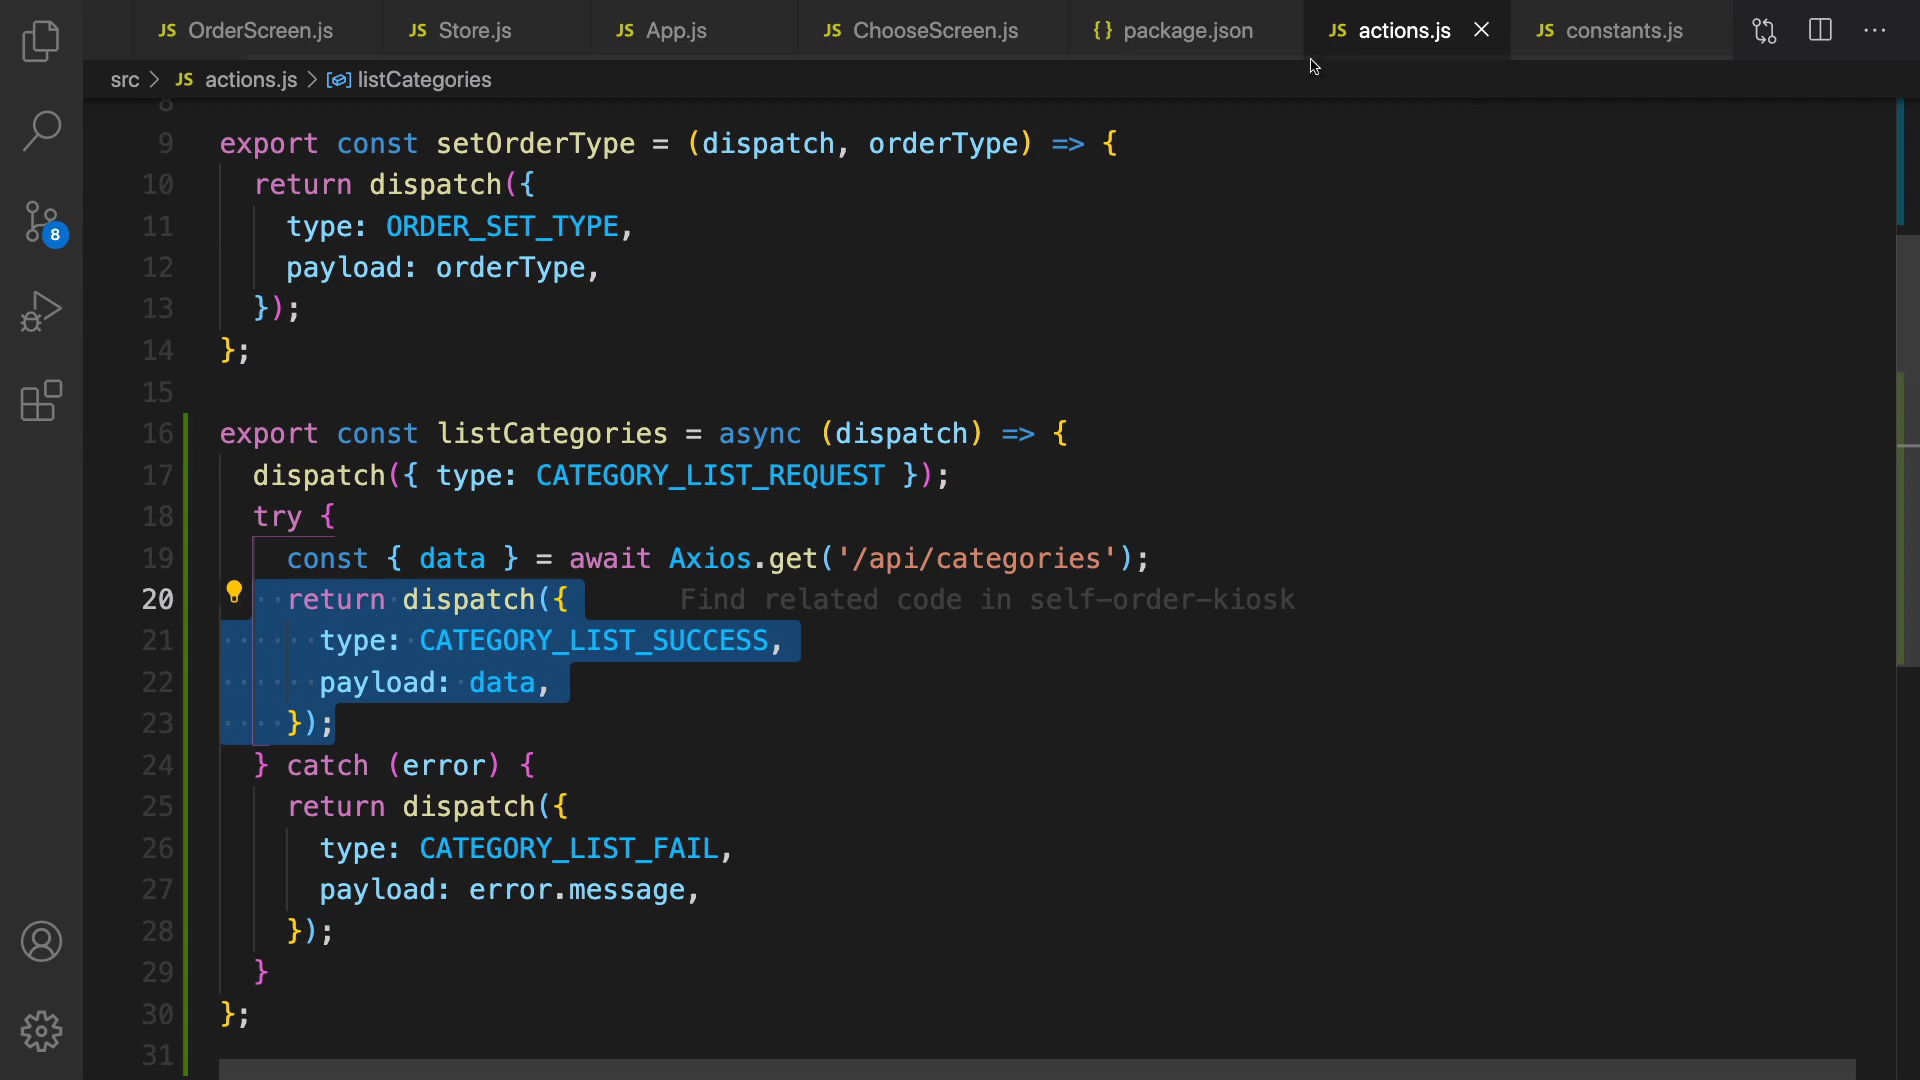 JS OrderScreen.js JS Store.js JS App.js JS ChooseScreen.js {} package.json JS actions.js JS constants.js
src > JS actions.js > listCategories
8
9 export const setOrderType = (dispatch, orderType) => {
10 return dispatch({
11 type: ORDER_SET_TYPE,
12 payload: orderType,
13 });
14 };
15
16 export const listCategories = async (dispatch) => {
17 dispatch({ type: CATEGORY_LIST_REQUEST });
18 try {
19 const { data } = await Axios.get('/api/categories');
20 return dispatch({ Find related code in self-order-kiosk
21 type: CATEGORY_LIST_SUCCESS,
22 payload: data,
23 });
24 } catch (error) {
25 return dispatch({
26 type: CATEGORY_LIST_FAIL,
27 payload: error.message,
28 });
29 }
30 };
31
8